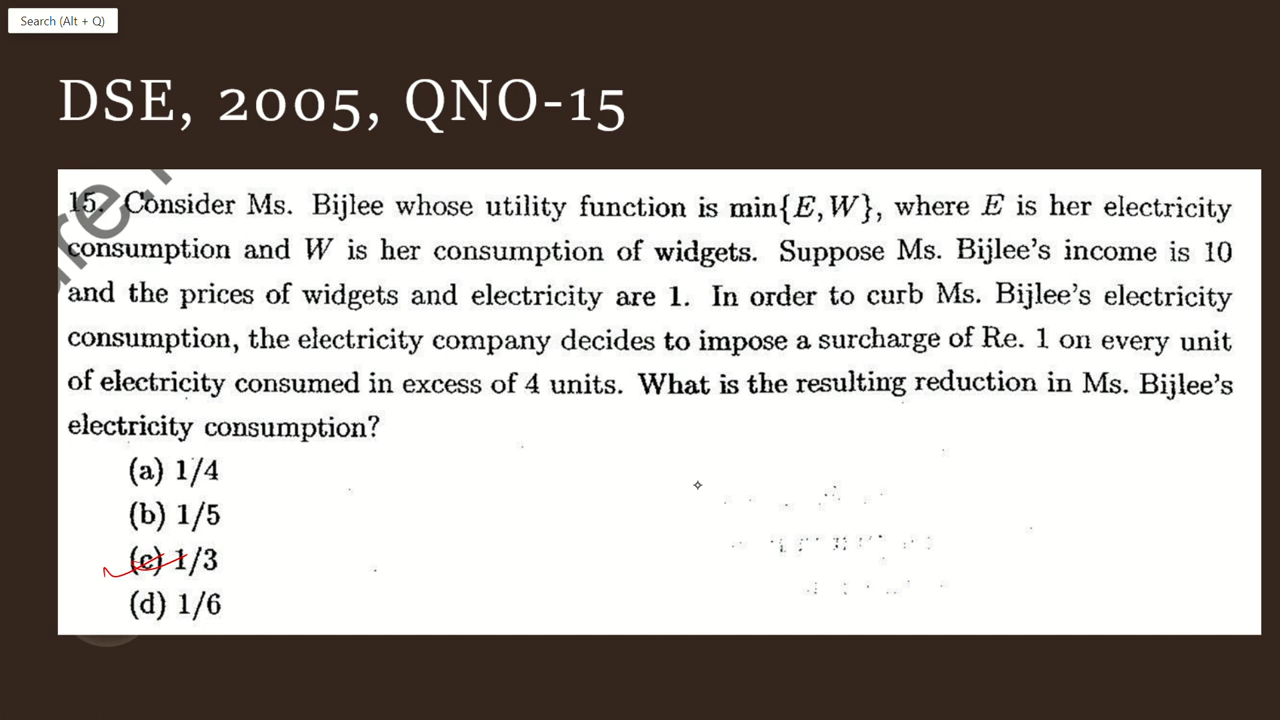 Search (Alt + Q)
DSE, 2005, QNO-15
15. Consider Ms. Bijlee whose utility function is min{E, W}, where E is her electricity
consumption and W is her consumption of widgets. Suppose Ms. Bijlee's income is 10
and the prices of widgets and electricity are 1. In order to curb Ms. Bijlee's electricity
consumption, the electricity company decides to impose a surcharge of Re. 1 on every unit
of electricity consumed in excess of 4 units. What is the resulting reduction in Ms. Bijlee's
electricity consumption?
(a) 1/4
(b) 1/5
(c) 1/3
(d) 1/6